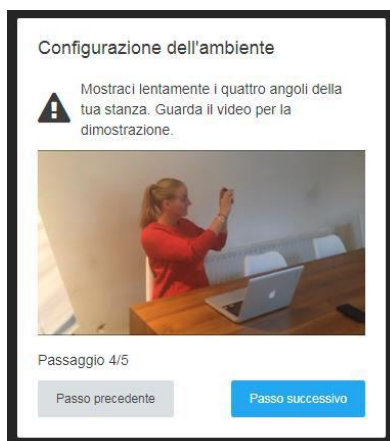 Configurazione dell'ambiente
Mostraci lentamente i quattro angoli della
tua stanza. Guarda il video per la
dimostrazione.
Passaggio 4/5
Passo precedente
Passo successivo